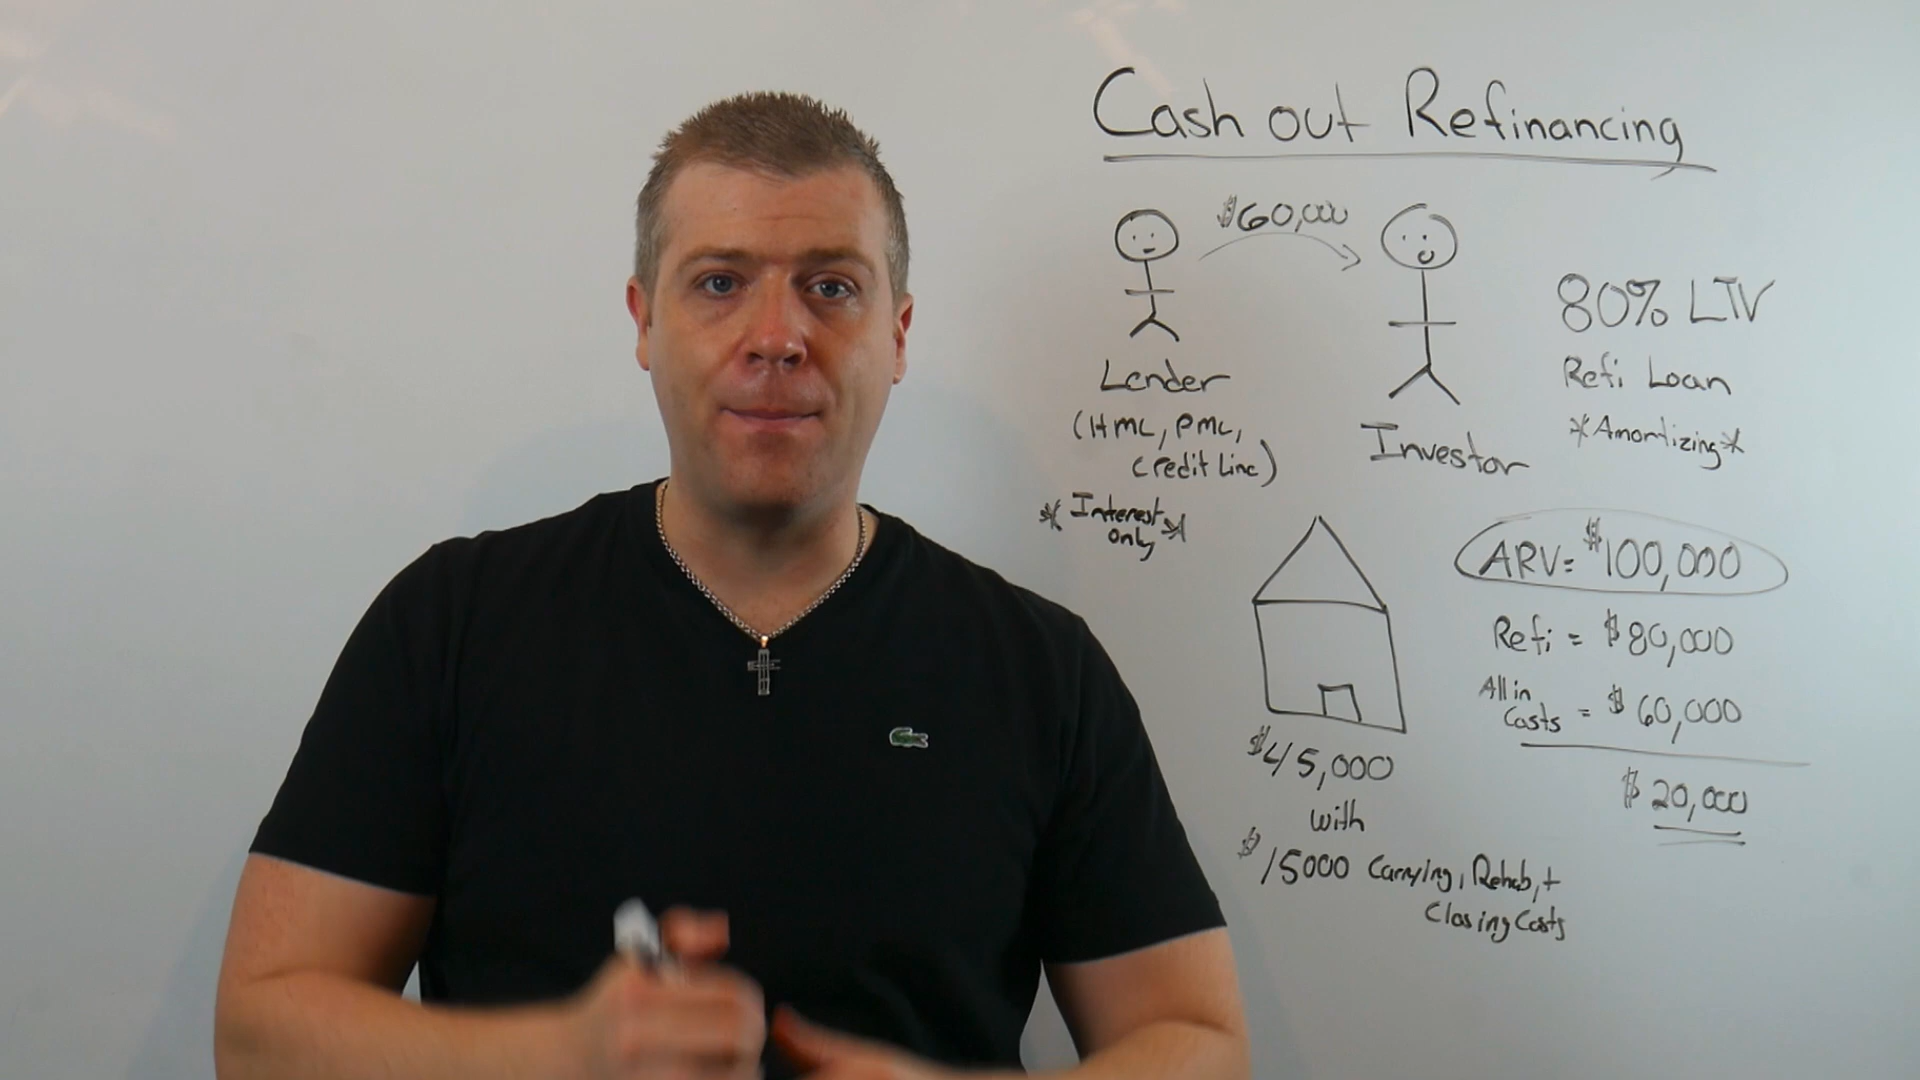 Cash out Refinancing
$60,000
Lender
(HML, PML,
Credit Line)
*Interest
only*
Investor
80% LTV
Refi Loan
*Amortizing*
ARV= $100,000
Refi = $80,000
All in
Costs = $60,000
$20,000
$45,000
with
$15000 Carrying, Rehab, +
Closing Costs